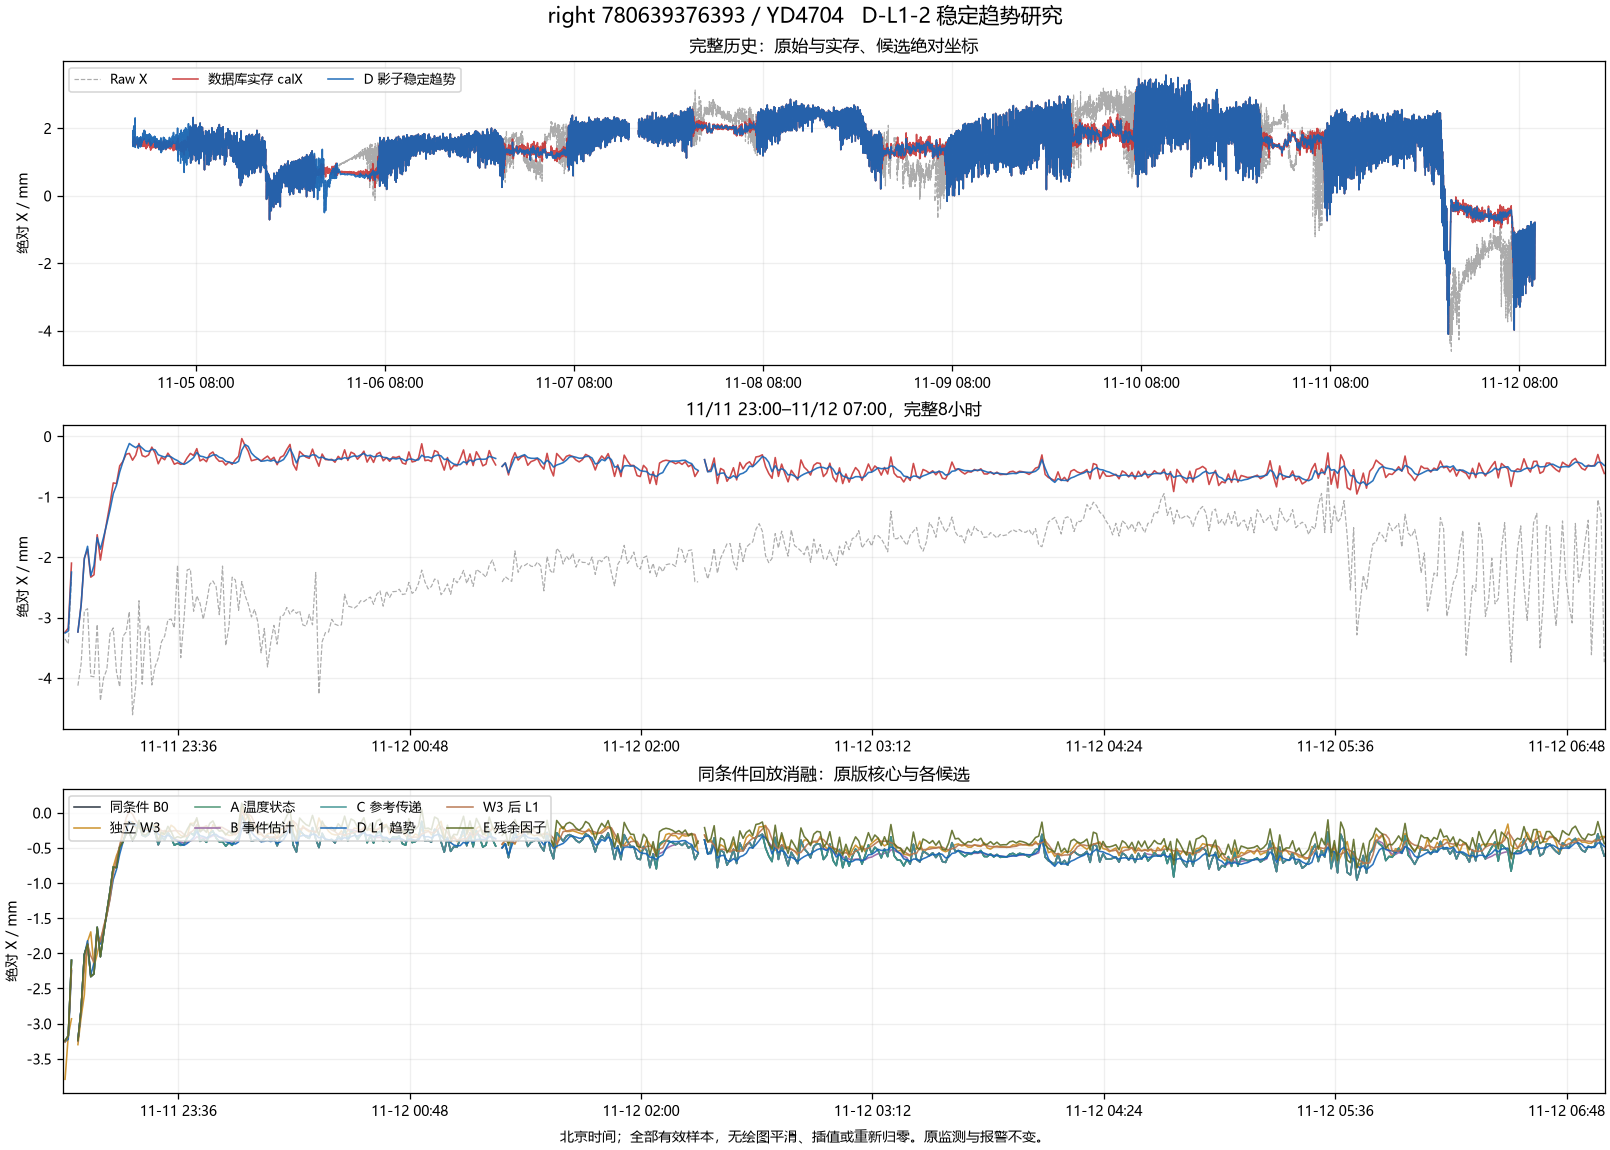 right 780639376393 / YD4704   D-L1-2 稳定趋势研究
完整历史：原始与实存、候选绝对坐标
Raw X
数据库实存 calX
D 影子稳定趋势
绝对 X / mm
2
0
-2
-4
11-05 08:00
11-06 08:00
11-07 08:00
11-08 08:00
11-09 08:00
11-10 08:00
11-11 08:00
11-12 08:00
11/11 23:00–11/12 07:00，完整8小时
绝对 X / mm
0
-1
-2
-3
-4
11-11 23:36
11-12 00:48
11-12 02:00
11-12 03:12
11-12 04:24
11-12 05:36
11-12 06:48
同条件回放消融：原版核心与各候选
同条件 B0
A 温度状态
C 参考传递
W3 后 L1
独立 W3
B 事件估计
D L1 趋势
E 残余因子
绝对 X / mm
0.0
-0.5
-1.0
-1.5
-2.0
-2.5
-3.0
-3.5
11-11 23:36
11-12 00:48
11-12 02:00
11-12 03:12
11-12 04:24
11-12 05:36
11-12 06:48
北京时间；全部有效样本，无绘图平滑、插值或重新归零。原监测与报警不变。